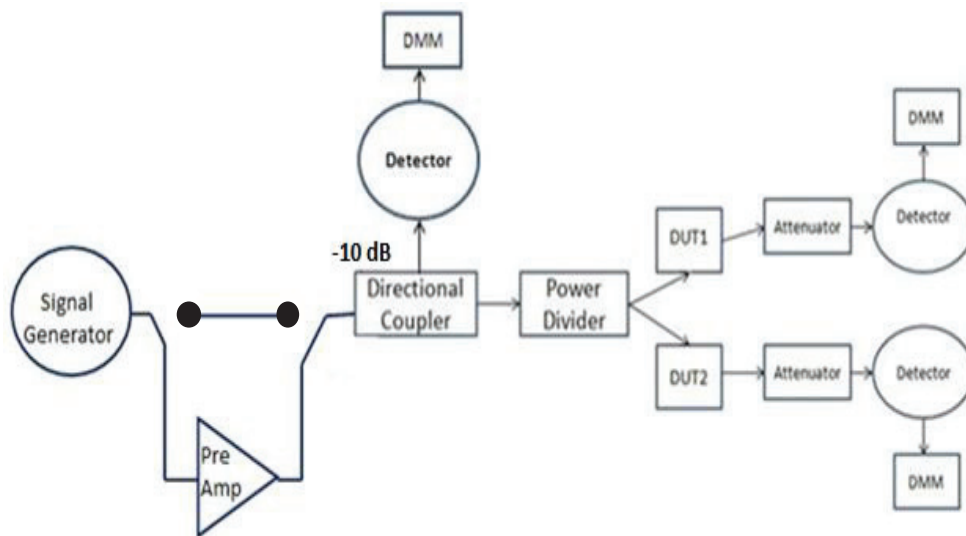 DMM
Detector
-10 dB
Signal
Generator
Directional
Coupler
Power
Divider
Pre
Amp
DUT1
Attenuator
Detector
DMM
DUT2
Attenuator
Detector
DMM